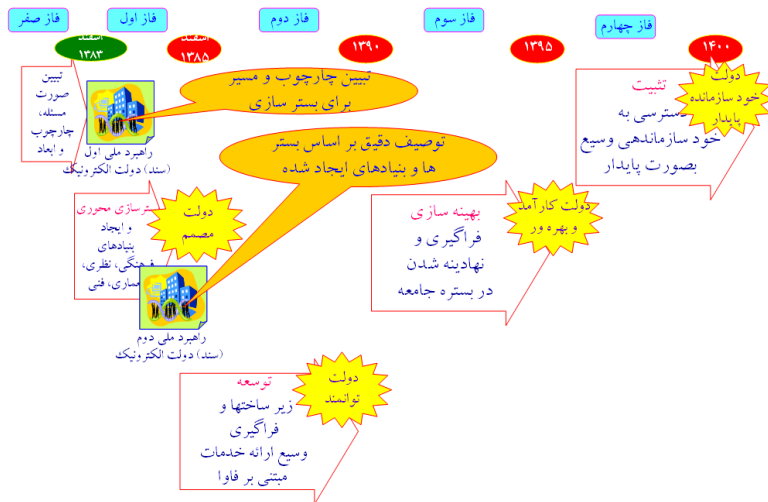 فاز صفر
فاز اول
فاز دوم
فاز سوم
فاز چهارم
اسفند
۱۳۸۳
اسفند
۱۳۸۵
۱۳۹۰
۱۳۹۵
۱۴۰۰
تبیین
صورت
مسئله،
چارچوب
و ابعاد
راهبرد ملی اول
(سند) دولت الکترونیک
تبیین چارچوب و مسیر
برای بستر سازی
توصیف دقیق بر اساس بستر
ها و بنیادهای ایجاد شده
بسترسازی محوری
و ایجاد
بنیادهای
فرهنگی، نظری،
معماری، فنی
دولت
مصمم
راهبرد ملی دوم
(سند) دولت الکترونیک
توسعه
زیر ساختها و
فراگیری
وسیع ارائه خدمات
مبتنی بر فاوا
دولت
توانمند
بهینه سازی
فراگیری و
نهادینه شدن
در بستره جامعه
دولت کارآمد
و بهره ور
تثبیت
دسترسی به
خود سازماندهی وسیع
بصورت پایدار
دولت
خود سازمانده
پایدار